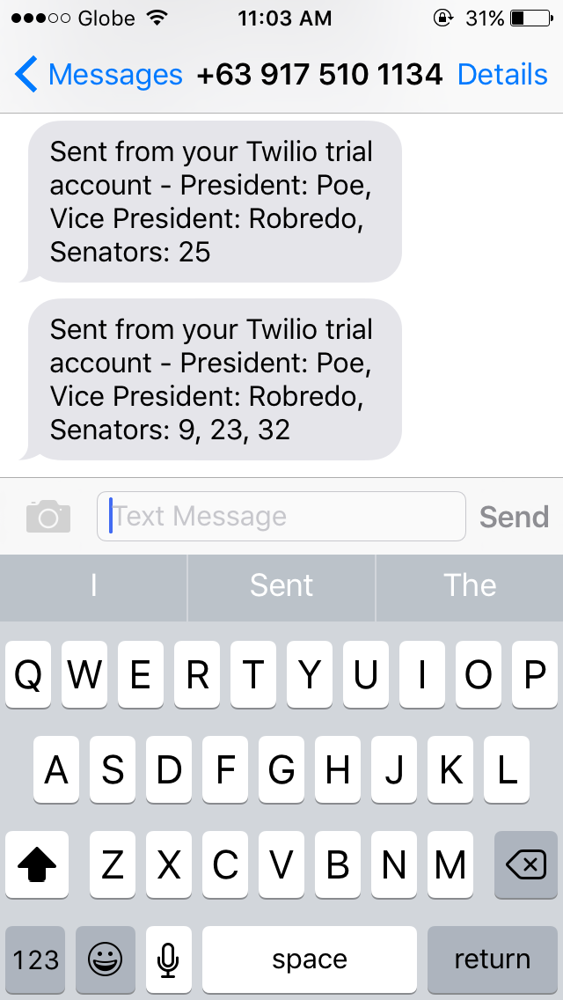 Globe 11:03 AM 31%
Messages +63 917 510 1134 Details
Sent from your Twilio trial
account - President: Poe,
Vice President: Robredo,
Senators: 25
Sent from your Twilio trial
account - President: Poe,
Vice President: Robredo,
Senators: 9, 23, 32
Text Message Send
I Sent The
Q W E R T Y U I O P
A S D F G H J K L
Z X C V B N M
123 space return